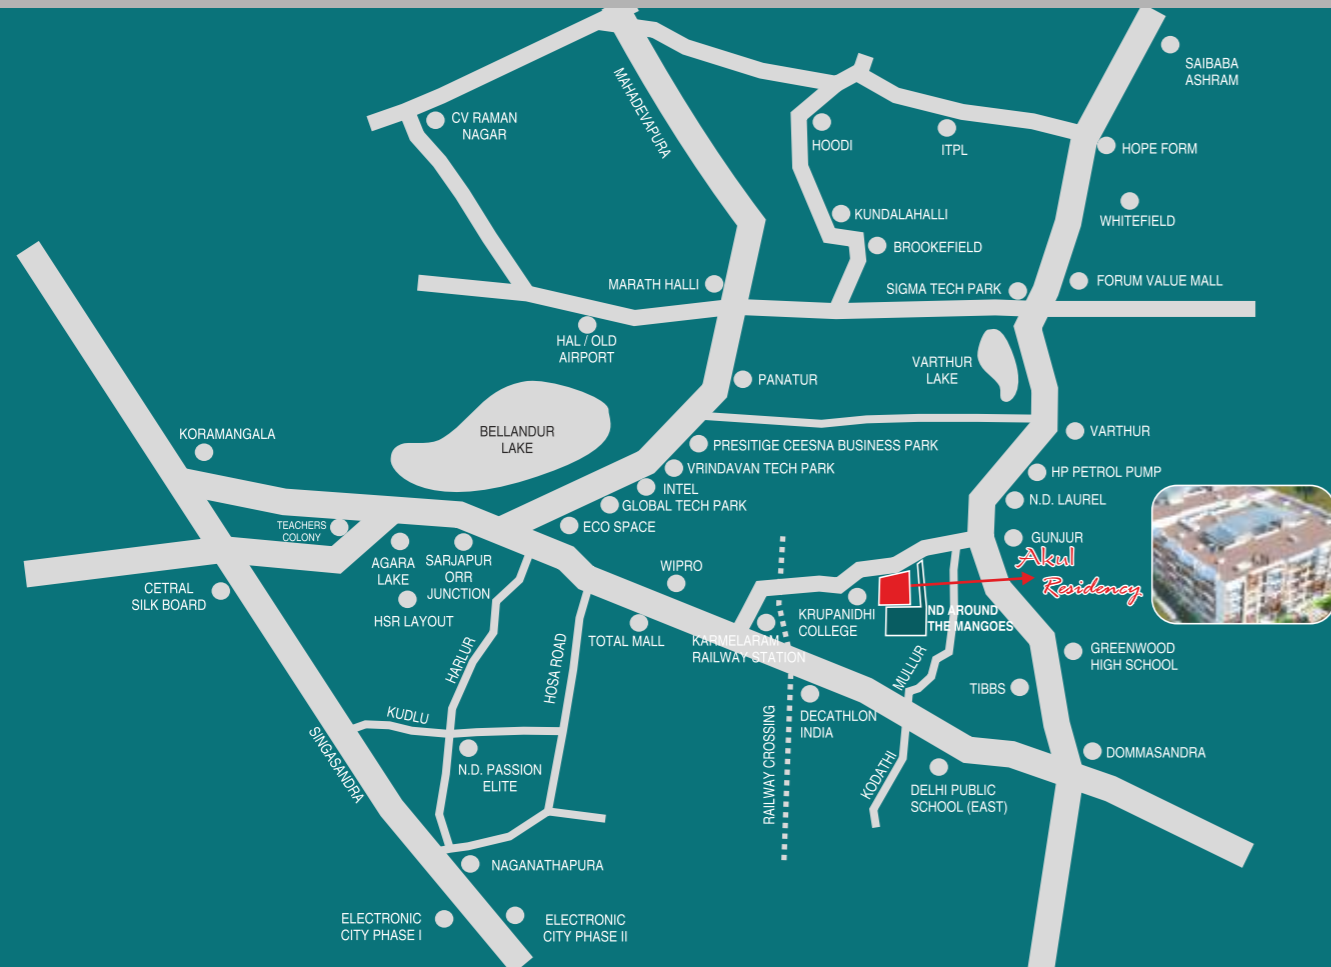 SAIBABA
ASHRAM
MAHADEVAPURA
CV RAMAN
NAGAR
HOODI
ITPL
HOPE FORM
KUNDALAHALLI
WHITEFIELD
BROOKEFIELD
MARATH HALLI
SIGMA TECH PARK
FORUM VALUE MALL
HAL / OLD
AIRPORT
VARTHUR
LAKE
PANATUR
KORAMANGALA
BELLANDUR
LAKE
VARTHUR
PRESITIGE CEESNA BUSINESS PARK
VRINDAVAN TECH PARK
HP PETROL PUMP
INTEL
N.D. LAUREL
GLOBAL TECH PARK
TEACHERS
COLONY
ECO SPACE
GUNJUR
AGARA
LAKE
SARJAPUR
ORR
JUNCTION
WIPRO
Akul
Residency
CETRAL
SILK BOARD
HSR LAYOUT
KRUPANIDHI
COLLEGE
ND AROUND
THE MANGOES
TOTAL MALL
KARMELARAM
RAILWAY STATION
HARLUR
HOSA ROAD
MULLUR
GREENWOOD
HIGH SCHOOL
TIBBS
KUDLU
DECATHLON
INDIA
SINGASANDRA
RAILWAY CROSSING
DOMMASANDRA
N.D. PASSION
ELITE
KODATHI
DELHI PUBLIC
SCHOOL (EAST)
NAGANATHAPURA
ELECTRONIC
CITY PHASE I
ELECTRONIC
CITY PHASE II